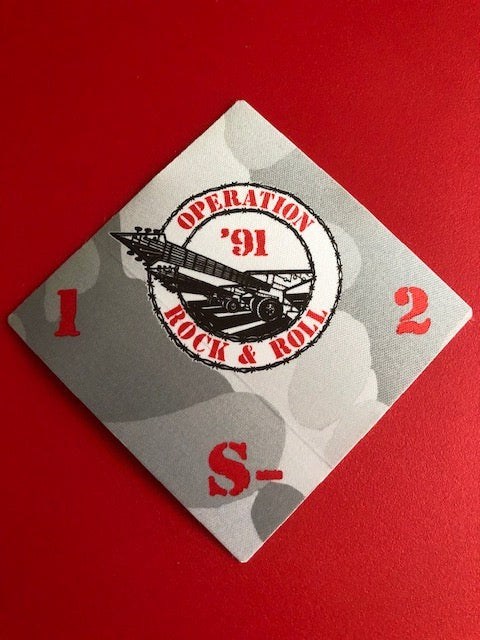 OPERATION
'91
ROCK & ROLL
1
2
S-